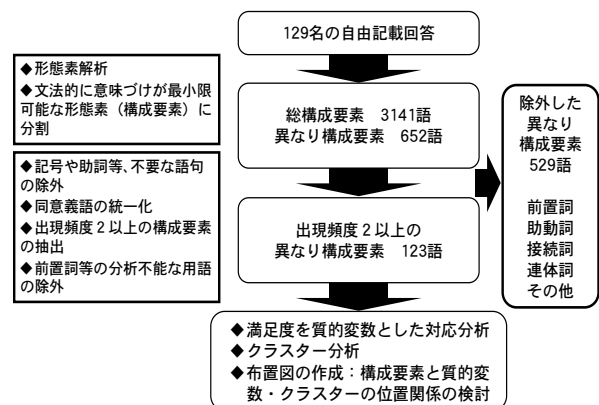 129名の自由記載回答
◆形態素解析
◆文法的に意味づけが最小限
可能な形態素（構成要素）に
分割
総構成要素　3141語
異なり構成要素　652語
除外した
異なり
構成要素
529語
前置詞
助動詞
接続詞
連体詞
その他
◆記号や助詞等、不要な語句
の除外
◆同意義語の統一化
◆出現頻度２以上の構成要素
の抽出
◆前置詞等の分析不能な用語
の除外
出現頻度２以上の
異なり構成要素　123語
◆満足度を質的変数とした対応分析
◆クラスター分析
◆布置図の作成：構成要素と質的変
数・クラスターの位置関係の検討